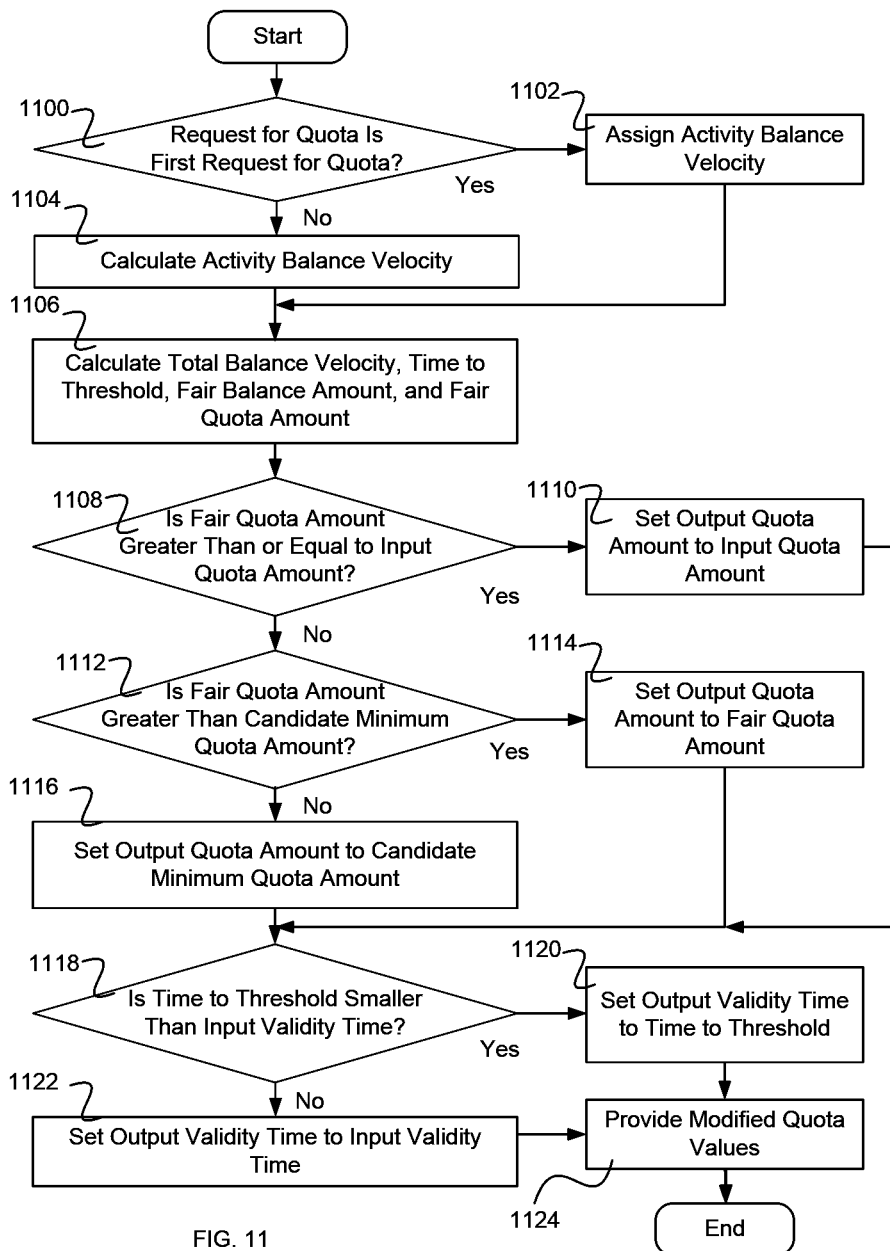 Start
1100
Request for Quota Is
First Request for Quota?
Yes
No
1102
Assign Activity Balance
Velocity
1104
Calculate Activity Balance Velocity
1106
Calculate Total Balance Velocity, Time to
Threshold, Fair Balance Amount, and Fair
Quota Amount
1108
Is Fair Quota Amount
Greater Than or Equal to Input
Quota Amount?
Yes
No
1110
Set Output Quota
Amount to Input Quota
Amount
1112
Is Fair Quota Amount
Greater Than Candidate Minimum
Quota Amount?
Yes
No
1114
Set Output Quota
Amount to Fair Quota
Amount
1116
Set Output Quota Amount to Candidate
Minimum Quota Amount
1118
Is Time to Threshold Smaller
Than Input Validity Time?
Yes
No
1120
Set Output Validity Time
to Time to Threshold
1122
Set Output Validity Time to Input Validity
Time
Provide Modified Quota
Values
1124
End
FIG. 11